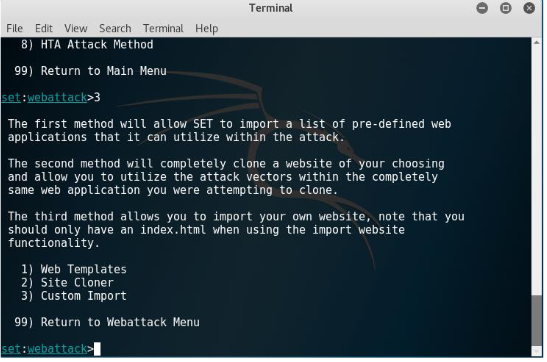 Terminal
File Edit View Search Terminal Help
8) HTA Attack Method
99) Return to Main Menu
set:webattack>3
The first method will allow SET to import a list of pre-defined web
applications that it can utilize within the attack.
The second method will completely clone a website of your choosing
and allow you to utilize the attack vectors within the completely
same web application you were attempting to clone.
The third method allows you to import your own website, note that you
should only have an index.html when using the import website
functionality.
1) Web Templates
2) Site Cloner
3) Custom Import
99) Return to Webattack Menu
set:webattack>